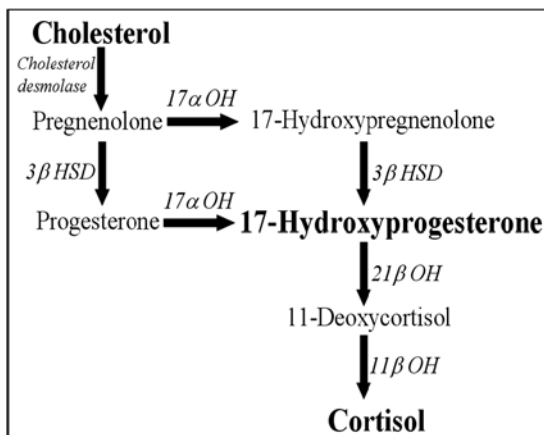 Cholesterol
Cholesterol
desmolase
17α OH
Pregnenolone
17-Hydroxypregnenolone
3β HSD
3β HSD
17α OH
Progesterone
17-Hydroxyprogesterone
21β OH
11-Deoxycortisol
11β OH
Cortisol